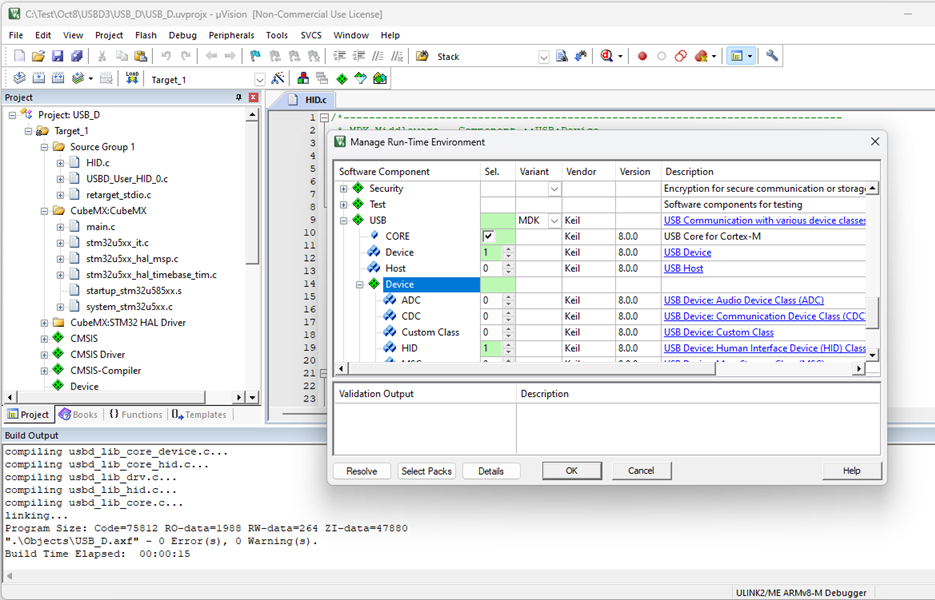 C:\Test\Oct8\USBD3\USB_D\USB_D.uvprojx - µVision [Non-Commercial Use License]
File Edit View Project Flash Debug Peripherals Tools SVCS Window Help
Stack
LOAD Target_1
Project
Project: USB_D
Target_1
Source Group 1
HID.c
USBD_User_HID_0.c
retarget_stdio.c
CubeMX:CubeMX
main.c
stm32u5xx_it.c
stm32u5xx_hal_msp.c
stm32u5xx_hal_timebase_tim.c
startup_stm32u585xx.s
system_stm32u5xx.c
CubeMX:STM32 HAL Driver
CMSIS
CMSIS Driver
CMSIS-Compiler
Device
Project Books {} Functions Templates
HID.c
1 /*------------------------------------------------------------------------------
2 * MDK Middleware - Component ::USB:Device
3
4
5
6
7
8
9
10
11
12
13
14
15
16
17
18
19
20
21
22
23
Manage Run-Time Environment
Software Component Sel. Variant Vendor Version Description
Security Encryption for secure communication or storage
Test Software components for testing
USB MDK Keil 8.0.0 USB Communication with various device classes
CORE Keil 8.0.0 USB Core for Cortex-M
Device 1 Keil 8.0.0 USB Device
Host 0 Keil 8.0.0 USB Host
Device
ADC 0 Keil 8.0.0 USB Device: Audio Device Class (ADC)
CDC 0 Keil 8.0.0 USB Device: Communication Device Class (CDC
Custom Class 0 Keil 8.0.0 USB Device: Custom Class
HID 1 Keil 8.0.0 USB Device: Human Interface Device (HID) Class
Validation Output Description
Resolve Select Packs Details OK Cancel Help
Build Output
compiling usbd_lib_core_device.c...
compiling usbd_lib_core_hid.c...
compiling usbd_lib_drv.c...
compiling usbd_lib_hid.c...
compiling usbd_lib_core.c...
linking...
Program Size: Code=75812 RO-data=1988 RW-data=264 ZI-data=47880
".\Objects\USB_D.axf" - 0 Error(s), 0 Warning(s).
Build Time Elapsed: 00:00:15
ULINK2/ME ARMv8-M Debugger